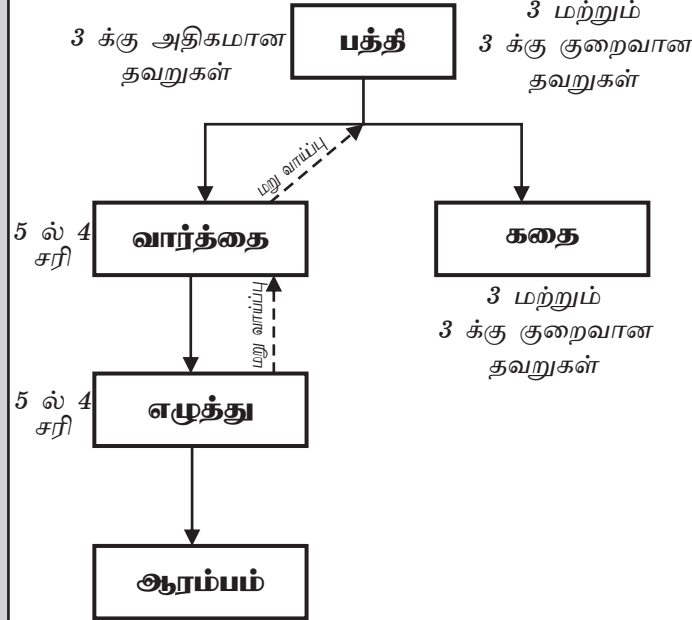 3 க்கு அதிகமான
தவறுகள்
பத்தி
3 மற்றும்
3 க்கு குறைவான
தவறுகள்
மறு வாய்ப்பு
5 ல் 4
சரி
வார்த்தை
கதை
மறு வாய்ப்பு
3 மற்றும்
3 க்கு குறைவான
தவறுகள்
5 ல் 4
சரி
எழுத்து
ஆரம்பம்